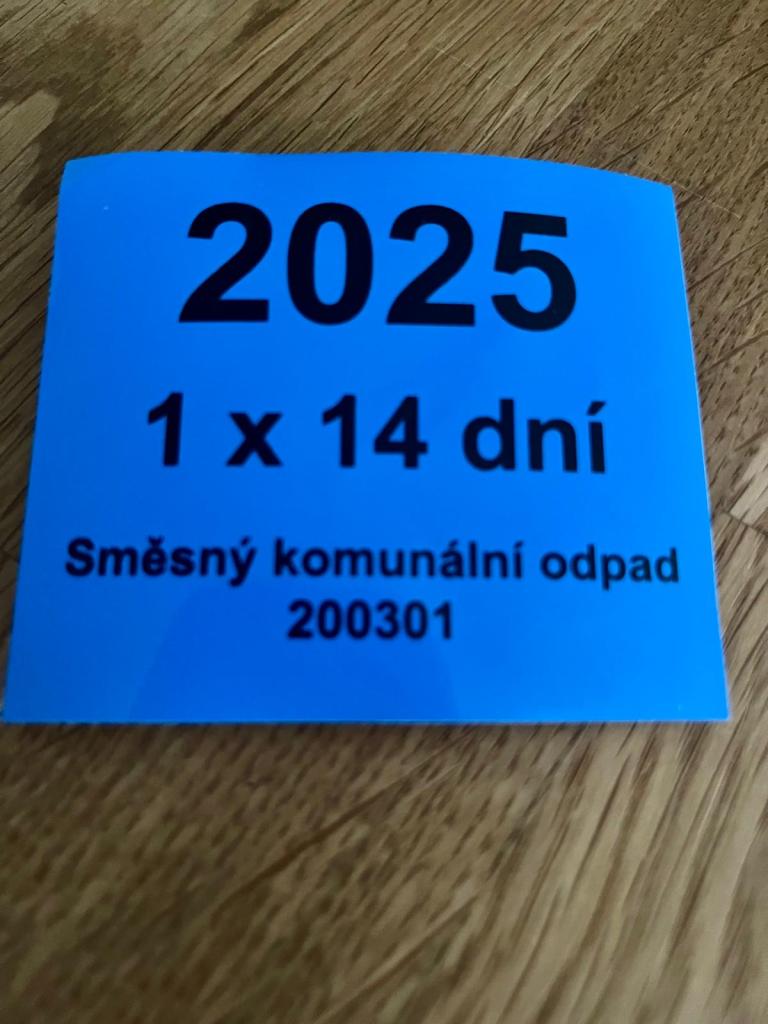 2025
1 x 14 dní
Směsný komunální odpad
200301